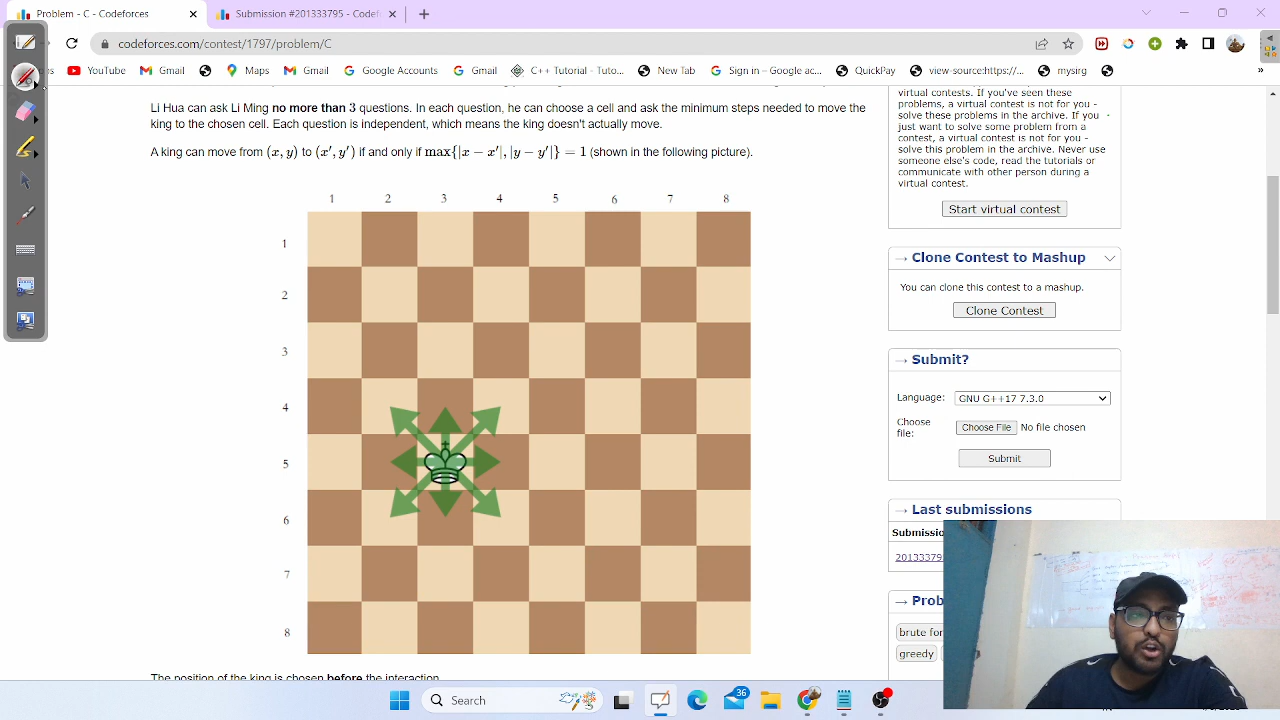 Problem - C - Codeforces
Submission #201333795 - Codef
codeforces.com/contest/1797/problem/C
YouTube
Gmail
Maps
Gmail
Google Account
Gmail
C++ Tutorial - Tuto...
New Tab
sign in - google ac...
QuickPay
view-source:https://...
mysirg
Li Hua can ask Li Ming no more than 3 questions. In each question, he can choose a cell and ask the minimum steps needed to move the
king to the chosen cell. Each question is independent, which means the king doesn't actually move.
A king can move from (x, y) to (x′, y′) if and only if max{|x − x′|, |y − y′|} = 1 (shown in the following picture).
1 2 3 4 5 6 7 8
1
2
3
4
5
6
7
8
The position of the king is chosen before the interaction.
virtual contests. If you've seen these
problems, a virtual contest is not for you -
solve these problems in the archive. If you
just want to solve some problem from a
contest, a virtual contest is not for you -
solve this problem in the archive. Never use
someone else's code, read the tutorials or
communicate with other person during a
virtual contest.
Start virtual contest
→ Clone Contest to Mashup
You can clone this contest to a mashup.
Clone Contest
→ Submit?
Language: GNU G++17 7.3.0
Choose
file: Choose File No file chosen
Submit
→ Last submissions
Submissio
201333795
→ Prob
brute for
greedy
Search
36